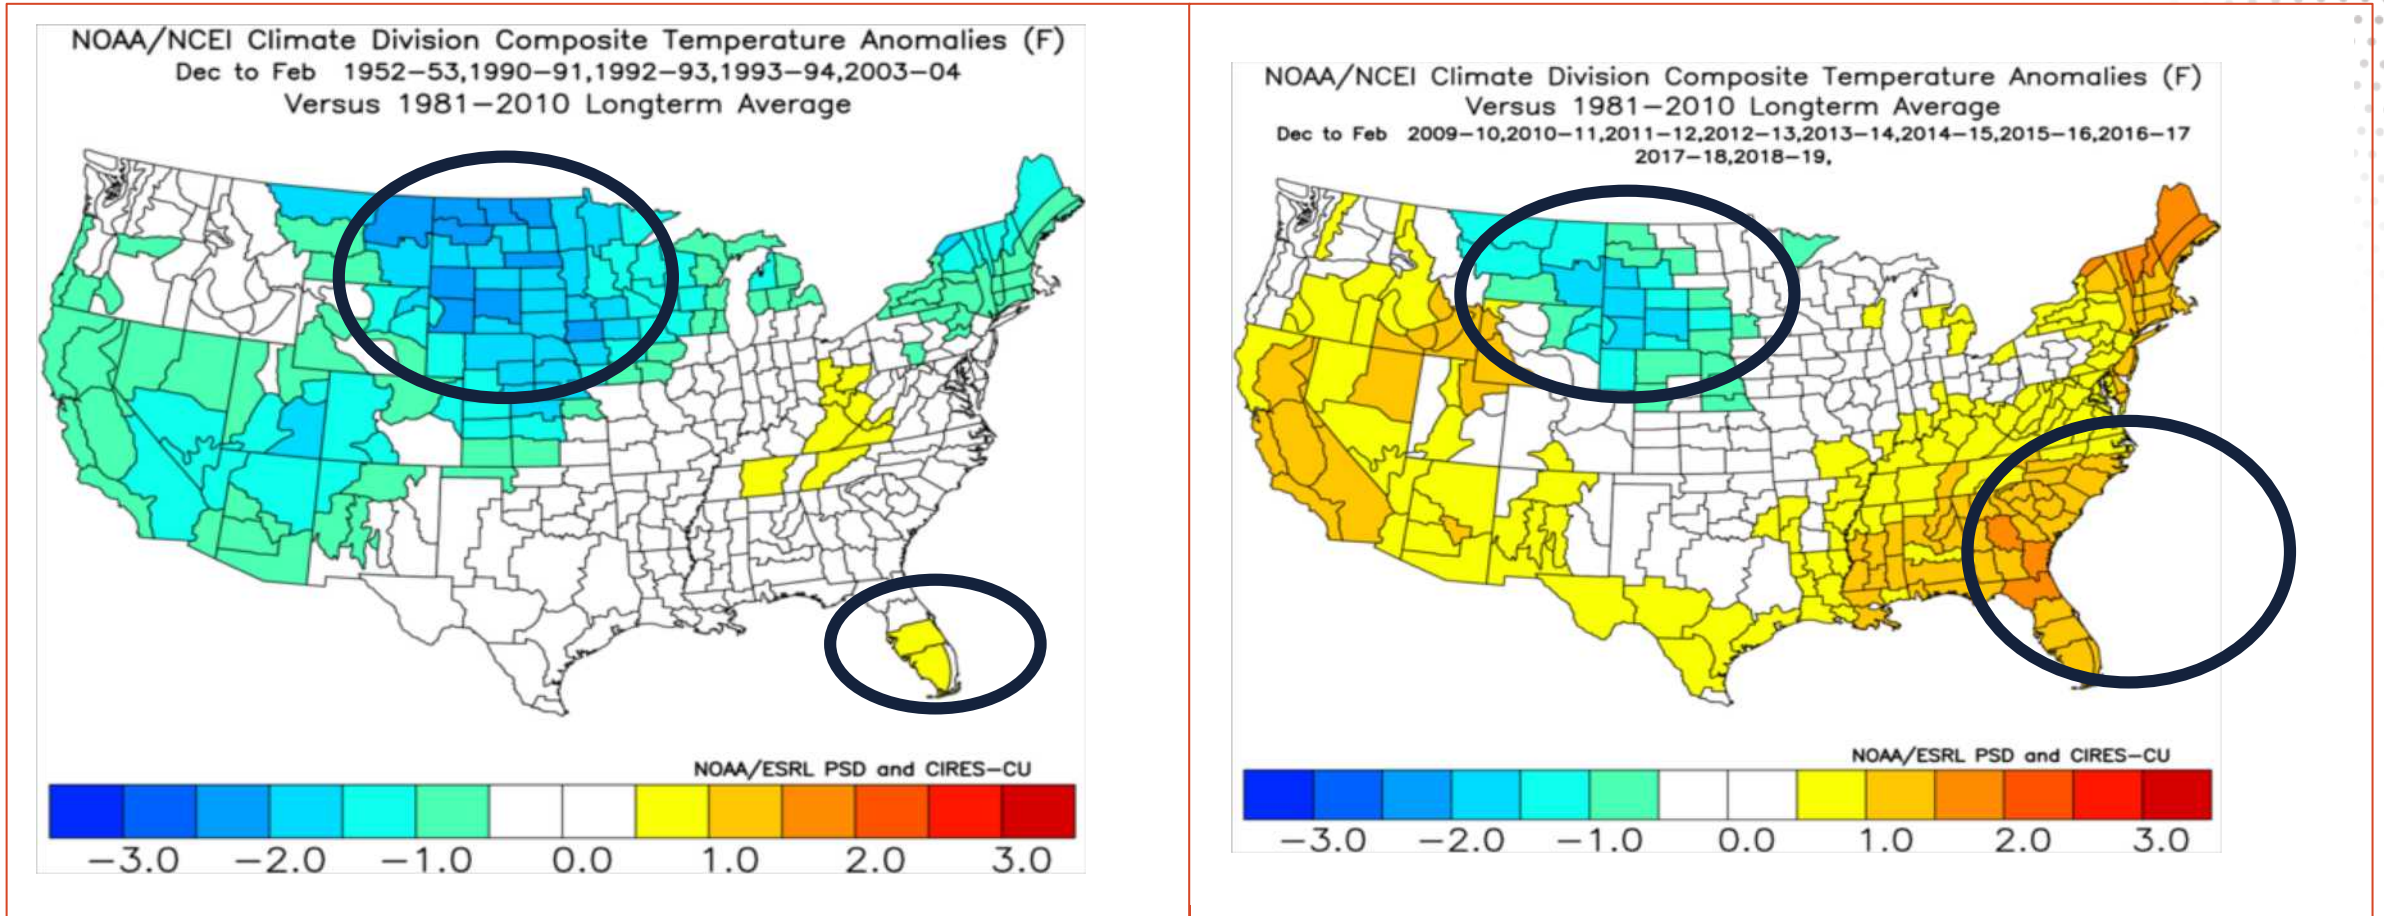 NOAA/NCEI Climate Division Composite Temperature Anomalies (F)
Dec to Feb 1952-53,1990-91,1992-93,1993-94,2003-04
Versus 1981-2010 Longterm Average
NOAA/ESRL PSD and CIRES-CU
-3.0 -2.0 -1.0 0.0 1.0 2.0 3.0
NOAA/NCEI Climate Division Composite Temperature Anomalies (F)
Versus 1981-2010 Longterm Average
Dec to Feb 2009-10,2010-11,2011-12,2012-13,2013-14,2014-15,2015-16,2016-17
2017-18,2018-19,
NOAA/ESRL PSD and CIRES-CU
-3.0 -2.0 -1.0 0.0 1.0 2.0 3.0